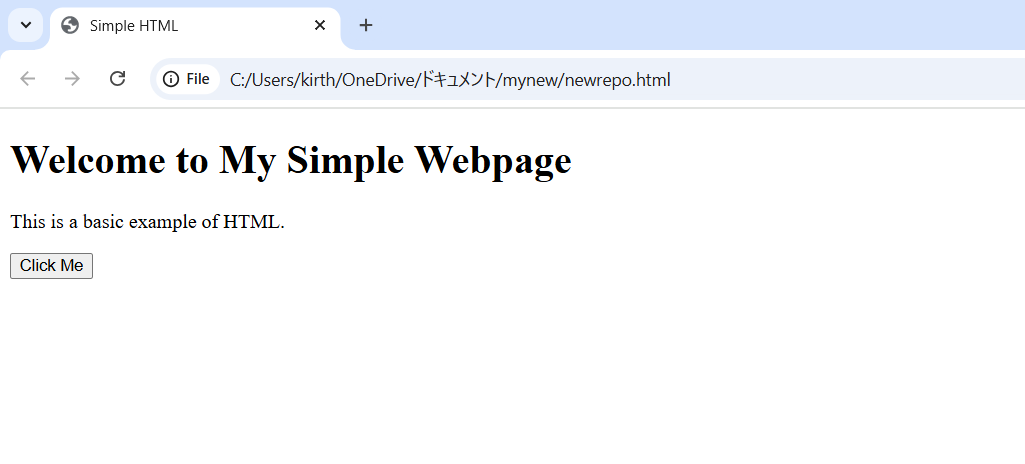 Simple HTML
File C:/Users/kirth/OneDrive/ドキュメント/mynew/newrepo.html
Welcome to My Simple Webpage
This is a basic example of HTML.
Click Me